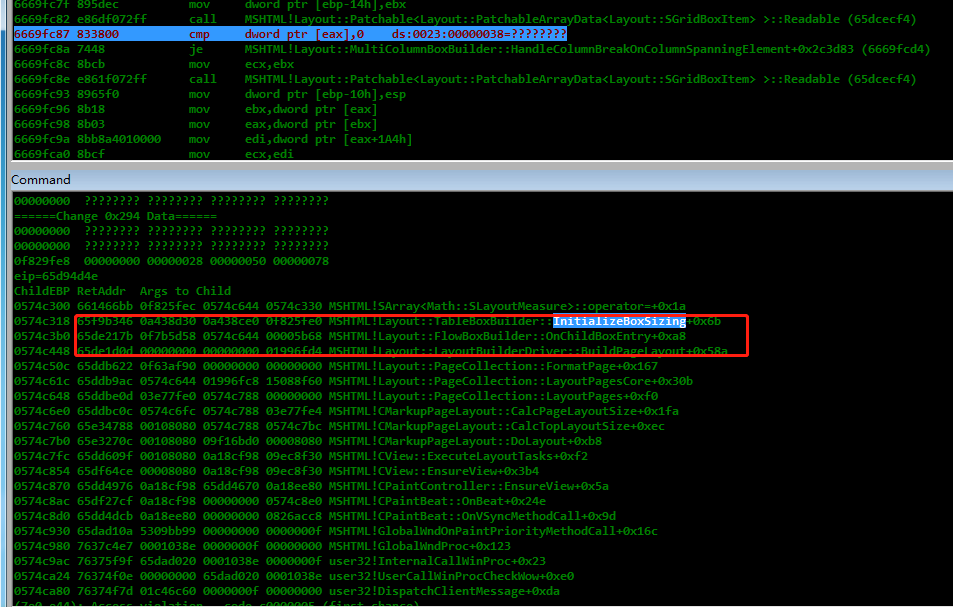 6669fc7f 895dec mov dword ptr [ebp-14h],ebx
6669fc82 e86df072ff call MSHTML!Layout::Patchable<Layout::PatchableArrayData<Layout::SGridBoxItem> >::Readable (65dcecf4)
6669fc87 833800 cmp dword ptr [eax],0 ds:0023:00000038=????????
6669fc8a 7448 je MSHTML!Layout::MultiColumnBoxBuilder::HandleColumnBreakOnColumnSpanningElement+0x2c3d83 (6669fcd4)
6669fc8c 8bcb mov ecx,ebx
6669fc8e e861f072ff call MSHTML!Layout::Patchable<Layout::PatchableArrayData<Layout::SGridBoxItem> >::Readable (65dcecf4)
6669fc93 8965f0 mov dword ptr [ebp-10h],esp
6669fc96 8b18 mov ebx,dword ptr [eax]
6669fc98 8b03 mov eax,dword ptr [ebx]
6669fc9a 8bb8a4010000 mov edi,dword ptr [eax+1A4h]
6669fca0 8bcf mov ecx,edi
Command
00000000 ???????? ???????? ???????? ????????
======Change 0x294 Data======
00000000 ???????? ???????? ???????? ????????
00000000 ???????? ???????? ???????? ????????
0f829fe8 00000000 00000028 00000050 00000078
eip=65d94d4e
ChildEBP RetAddr Args to Child
0574c300 661466bb 0f825fec 0574c644 0574c330 MSHTML!SArray<Math::SLayoutMeasure>::operator=+0x1a
0574c318 65f9b346 0a438d30 0a438ce0 0f825fe0 MSHTML!Layout::TableBoxBuilder::InitializeBoxSizing+0x6b
0574c3b0 65de217b 0f7b5d58 0574c644 00005b68 MSHTML!Layout::FlowBoxBuilder::OnChildBoxEntry+0xa8
0574c448 65de1d0d 00000000 00000000 01996fd4 MSHTML!Layout::LayoutBuilderDriver::BuildPageLayout+0x58a
0574c50c 65ddb622 0f63af90 00000000 00000000 MSHTML!Layout::PageCollection::FormatPage+0x167
0574c61c 65ddb9ac 0574c644 01996fc8 15088f60 MSHTML!Layout::PageCollection::LayoutPagesCore+0x30b
0574c648 65ddbe0d 03e77fe0 0574c788 00000000 MSHTML!Layout::PageCollection::LayoutPages+0xf0
0574c6e0 65ddbc0c 0574c6fc 0574c788 03e77fe4 MSHTML!CMarkupPageLayout::CalcPageLayoutSize+0x1fa
0574c760 65e34788 00108080 0574c788 0574c7bc MSHTML!CMarkupPageLayout::CalcTopLayoutSize+0xec
0574c7b0 65e3270c 00108080 09f16bd0 00008080 MSHTML!CMarkupPageLayout::DoLayout+0xb8
0574c7fc 65dd609f 00108080 0a18cf98 09ec8f30 MSHTML!CView::ExecuteLayoutTasks+0xf2
0574c854 65df64ce 00008080 0a18cf98 09ec8f30 MSHTML!CView::EnsureView+0x3b4
0574c870 65dd4976 0a18cf98 65dd4670 0a18ee80 MSHTML!CPaintController::EnsureView+0x5a
0574c8ac 65df27cf 0a18cf98 00000000 0574c8e0 MSHTML!CPaintBeat::OnBeat+0x24e
0574c8d0 65dd4dcb 0a18ee80 00000000 0826acc8 MSHTML!CPaintBeat::OnVSyncMethodCall+0x9d
0574c930 65dad10a 5309bb99 00000000 0000000f MSHTML!GlobalWndOnPaintPriorityMethodCall+0x16c
0574c980 7637c4e7 0001038e 0000000f 00000000 MSHTML!GlobalWndProc+0x123
0574c9ac 76375f9f 65dad020 0001038e 0000000f user32!InternalCallWinProc+0x23
0574ca24 76374f0e 00000000 65dad020 0001038e user32!UserCallWinProcCheckWow+0xe0
0574ca80 76374f7d 01c46c60 0000000f 00000000 user32!DispatchClientMessage+0xda
(7e0.e44): Access violation - code c0000005 (first chance)